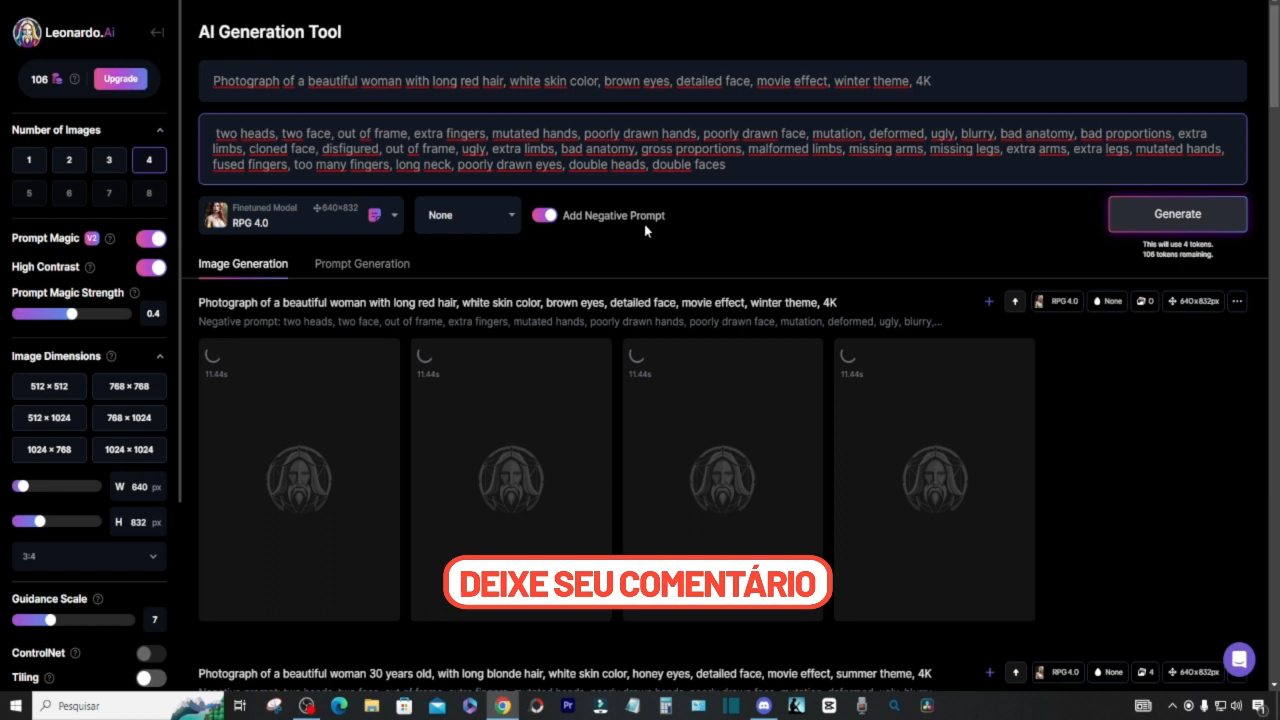 Leonardo.Ai
106
Upgrade
Number of Images
1
2
3
4
5
6
7
8
Prompt Magic V2
High Contrast
Prompt Magic Strength
0.4
Image Dimensions
512 × 512
768 × 768
512 × 1024
768 × 1024
1024 × 768
1024 × 1024
W 640 px
H 832 px
3:4
Guidance Scale
7
ControlNet
Tiling
AI Generation Tool
Photograph of a beautiful woman with long red hair, white skin color, brown eyes, detailed face, movie effect, winter theme, 4K
two heads, two face, out of frame, extra fingers, mutated hands, poorly drawn hands, poorly drawn face, mutation, deformed, ugly, blurry, bad anatomy, bad proportions, extra
limbs, cloned face, disfigured, out of frame, ugly, extra limbs, bad anatomy, gross proportions, malformed limbs, missing arms, missing legs, extra arms, extra legs, mutated hands,
fused fingers, too many fingers, long neck, poorly drawn eyes, double heads, double faces
Finetuned Model
640×832
RPG 4.0
None
Add Negative Prompt
Generate
This will use 4 tokens.
106 tokens remaining.
Image Generation
Prompt Generation
Photograph of a beautiful woman with long red hair, white skin color, brown eyes, detailed face, movie effect, winter theme, 4K
RPG 4.0
None
0
640×832px
Negative prompt: two heads, two face, out of frame, extra fingers, mutated hands, poorly drawn hands, poorly drawn face, mutation, deformed, ugly, blurry,...
11.44s
11.44s
11.44s
11.44s
DEIXE SEU COMENTÁRIO
Photograph of a beautiful woman 30 years old, with long blonde hair, white skin color, honey eyes, detailed face, movie effect, summer theme, 4K
RPG 4.0
None
4
640×832px
Pesquisar